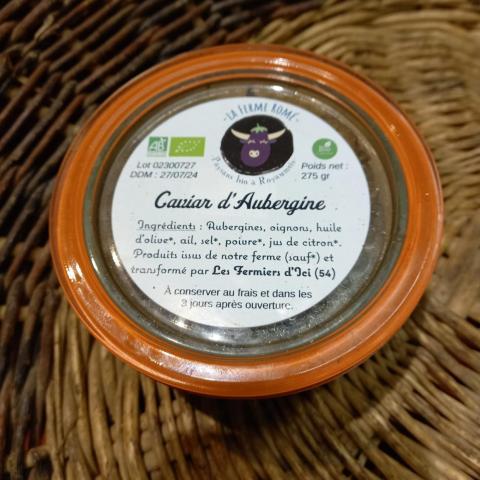 -LA FERME ROMÉ-
Paysans bio à Royaumeix
AB
Lot 02300727
DDM : 27/07/24
Poids net :
275 gr
Caviar d'Aubergine
Ingrédients : Aubergines, oignons, huile
d'olive*, ail, sel*, poivre*, jus de citron*.
Produits issus de notre ferme (sauf*) et
transformé par Les Fermiers d'Ici (54)
À conserver au frais et dans les
3 jours après ouverture.